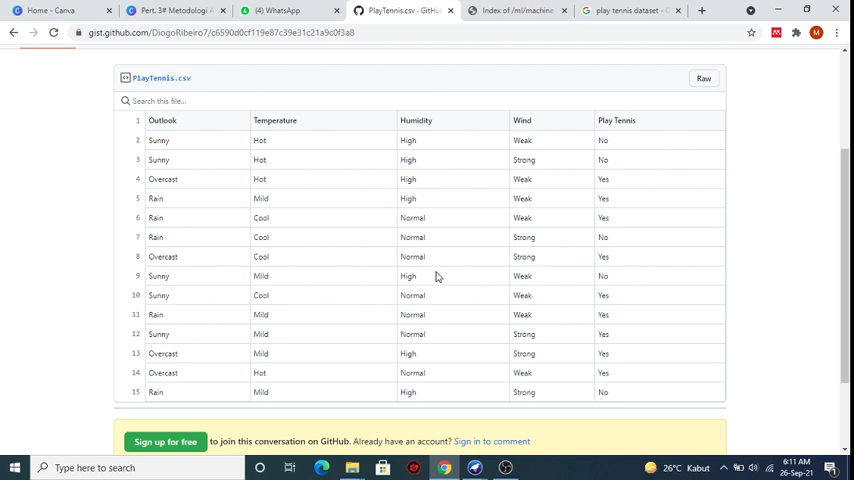 Home - Canva
Pert. 3# Metodologi A
(4) WhatsApp
PlayTennis.csv · GitHub
Index of /ml/machine-
play tennis dataset - G
gist.github.com/DiogoRibeiro7/c6590d0cf119e87c39e31c21a9c0f3a8
M
PlayTennis.csv
Raw
Search this file...
1 Outlook Temperature Humidity Wind Play Tennis
2 Sunny Hot High Weak No
3 Sunny Hot High Strong No
4 Overcast Hot High Weak Yes
5 Rain Mild High Weak Yes
6 Rain Cool Normal Weak Yes
7 Rain Cool Normal Strong No
8 Overcast Cool Normal Strong Yes
9 Sunny Mild High Weak No
10 Sunny Cool Normal Weak Yes
11 Rain Mild Normal Weak Yes
12 Sunny Mild Normal Strong Yes
13 Overcast Mild High Strong Yes
14 Overcast Hot Normal Weak Yes
15 Rain Mild High Strong No
Sign up for free to join this conversation on GitHub. Already have an account? Sign in to comment
Type here to search
26°C Kabut
6:11 AM
26-Sep-21